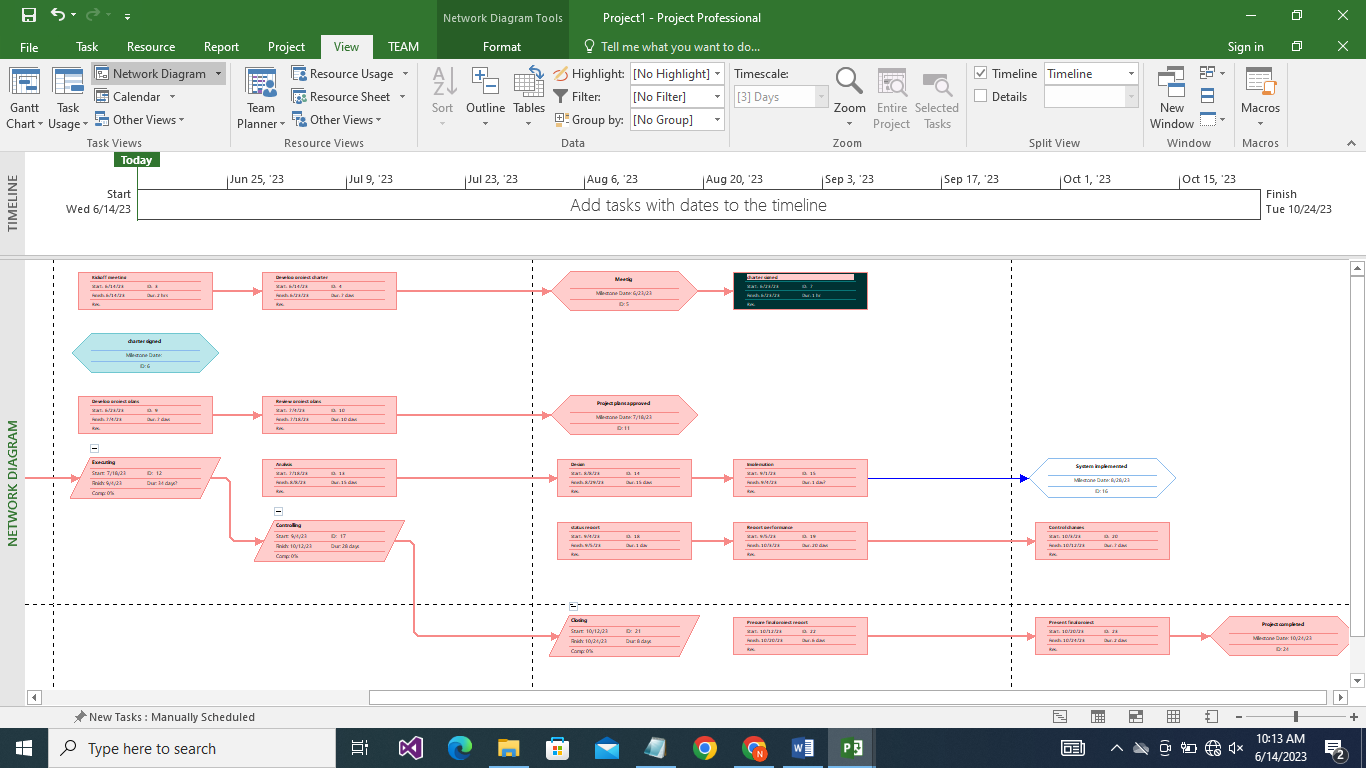 Network Diagram Tools
Project1 - Project Professional
File
Task
Resource
Report
Project
View
TEAM
Format
Tell me what you want to do...
Sign in
Gantt Chart
Task Usage
Network Diagram
Calendar
Other Views
Task Views
Team Planner
Resource Usage
Resource Sheet
Other Views
Resource Views
Sort
Outline
Tables
Highlight: [No Highlight]
Filter: [No Filter]
Group by: [No Group]
Data
Timescale:
[3] Days
Zoom
Entire Project
Selected Tasks
Zoom
Timeline
Timeline
Details
Split View
New Window
Window
Macros
Macros
TIMELINE
Today
Start
Wed 6/14/23
Jun 25, '23
Jul 9, '23
Jul 23, '23
Aug 6, '23
Aug 20, '23
Sep 3, '23
Sep 17, '23
Oct 1, '23
Oct 15, '23
Add tasks with dates to the timeline
Finish
Tue 10/24/23
NETWORK DIAGRAM
Kickoff meeting
Start: 6/14/23 ID: 3
Finish: 6/14/23 Dur: 2 hrs
Res:
Develop project charter
Start: 6/14/23 ID: 4
Finish: 6/23/23 Dur: 7 days
Res:
Meetig
Milestone Date: 6/23/23
ID: 5
charter signed
Start: 6/23/23 ID: 7
Finish: 6/23/23 Dur: 1 hr
Res:
charter signed
Milestone Date:
ID: 6
Develop project plans
Start: 6/23/23 ID: 9
Finish: 7/4/23 Dur: 7 days
Res:
Review project plans
Start: 7/4/23 ID: 10
Finish: 7/18/23 Dur: 10 days
Res:
Project plans approved
Milestone Date: 7/18/23
ID: 11
Executing
Start: 7/18/23 ID: 12
Finish: 9/4/23 Dur: 34 days?
Comp: 0%
Start: 7/18/23 ID: 13
Finish: 8/8/23 Dur: 15 days
Res:
Start: 8/8/23 ID: 14
Finish: 8/29/23 Dur: 15 days
Res:
Start: 9/1/23 ID: 15
Finish: 9/4/23 Dur: 1 day?
Res:
System implemented
Milestone Date: 8/28/23
ID: 16
Controlling
Start: 9/4/23 ID: 17
Finish: 10/12/23 Dur: 28 days
Comp: 0%
status report
Start: 9/4/23 ID: 18
Finish: 9/5/23 Dur: 1 day
Res:
Report performance
Start: 9/5/23 ID: 19
Finish: 10/3/23 Dur: 20 days
Res:
Control changes
Start: 10/3/23 ID: 20
Finish: 10/12/23 Dur: 7 days
Res:
Closing
Start: 10/12/23 ID: 21
Finish: 10/24/23 Dur: 8 days
Comp: 0%
Prepare final project report
Start: 10/12/23 ID: 22
Finish: 10/20/23 Dur: 6 days
Res:
Present final project
Start: 10/20/23 ID: 23
Finish: 10/24/23 Dur: 2 days
Res:
Project completed
Milestone Date: 10/24/23
ID: 24
New Tasks : Manually Scheduled
Type here to search
10:13 AM
6/14/2023
2